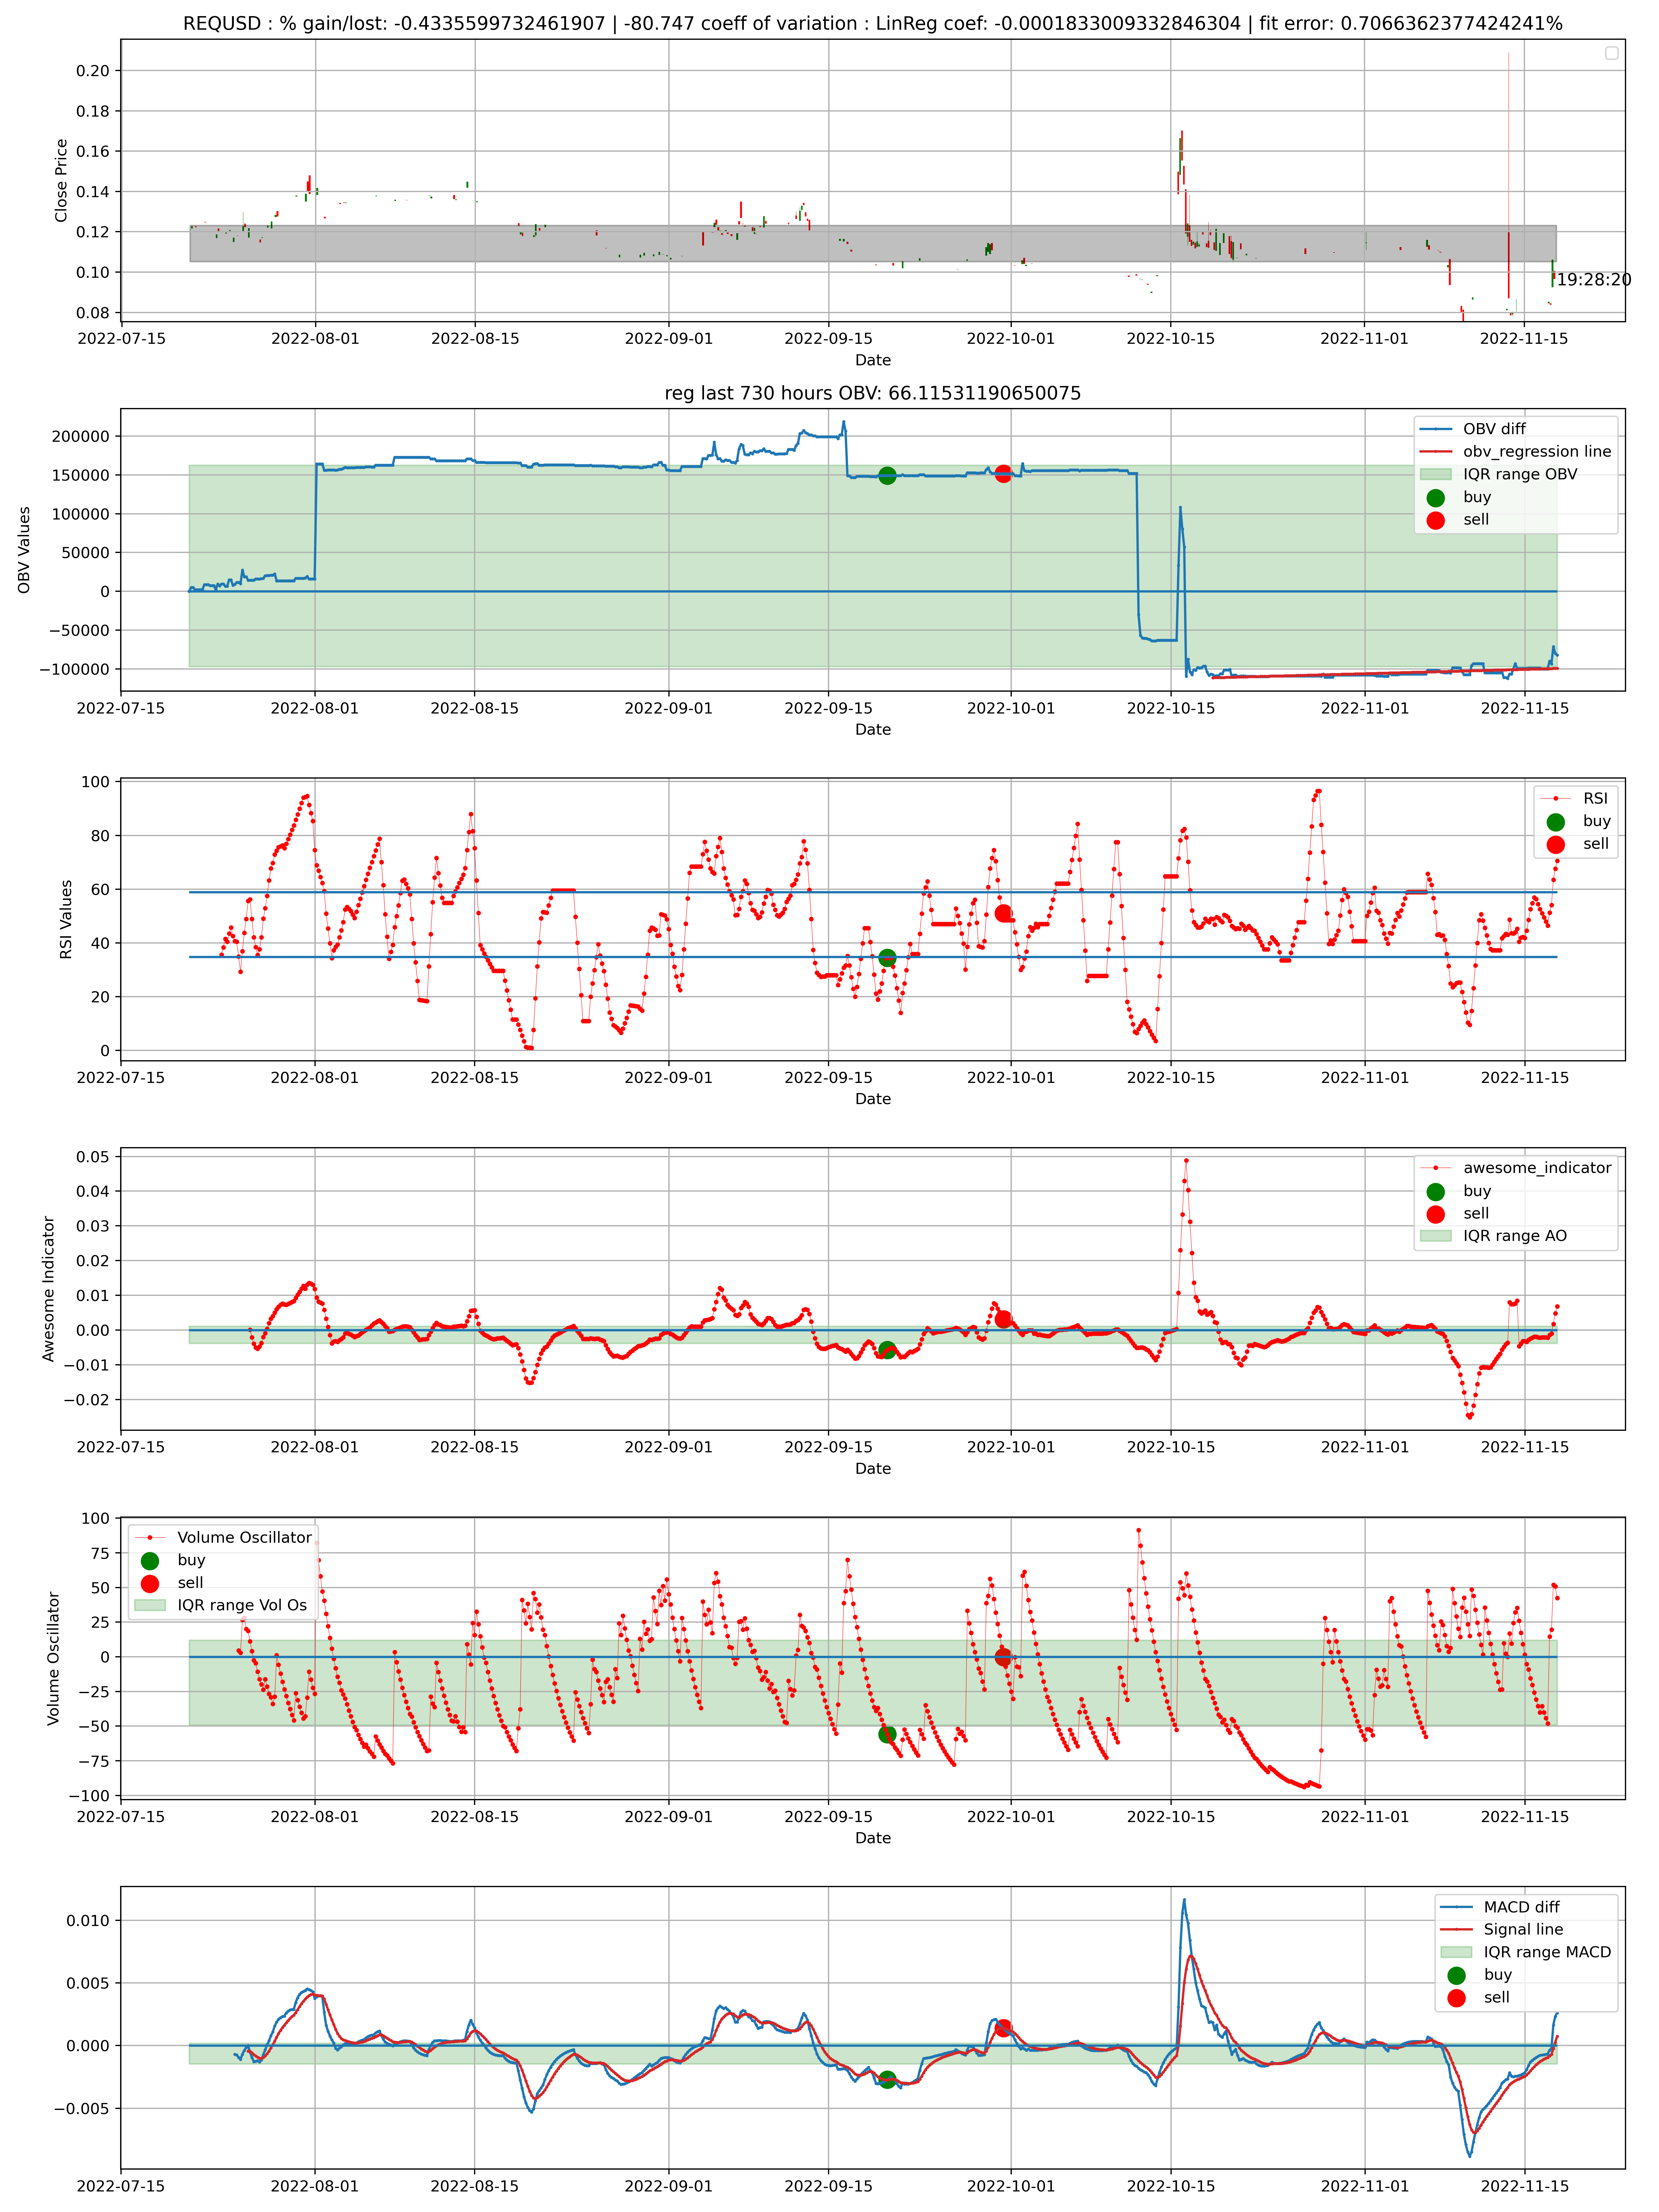 REQUSD : % gain/lost: -0.4335599732461907 | -80.747 coeff of variation : LinReg coef: -0.0001833009332846304 | fit error: 0.7066362377424241%
0.20
0.18
0.16
0.14
0.12
0.10
0.08
Close Price
19:28:20
2022-07-15 2022-08-01 2022-08-15 2022-09-01 2022-09-15 2022-10-01 2022-10-15 2022-11-01 2022-11-15
Date
reg last 730 hours OBV: 66.11531190650075
200000
150000
100000
50000
0
−50000
−100000
OBV Values
OBV diff
obv_regression line
IQR range OBV
buy
sell
2022-07-15 2022-08-01 2022-08-15 2022-09-01 2022-09-15 2022-10-01 2022-10-15 2022-11-01 2022-11-15
Date
100
80
60
40
20
0
RSI Values
RSI
buy
sell
2022-07-15 2022-08-01 2022-08-15 2022-09-01 2022-09-15 2022-10-01 2022-10-15 2022-11-01 2022-11-15
Date
0.05
0.04
0.03
0.02
0.01
0.00
−0.01
−0.02
Awesome Indicator
awesome_indicator
buy
sell
IQR range AO
2022-07-15 2022-08-01 2022-08-15 2022-09-01 2022-09-15 2022-10-01 2022-10-15 2022-11-01 2022-11-15
Date
100
75
50
25
0
−25
−50
−75
−100
Volume Oscillator
Volume Oscillator
buy
sell
IQR range Vol Os
2022-07-15 2022-08-01 2022-08-15 2022-09-01 2022-09-15 2022-10-01 2022-10-15 2022-11-01 2022-11-15
Date
0.010
0.005
0.000
−0.005
MACD diff
Signal line
IQR range MACD
buy
sell
2022-07-15 2022-08-01 2022-08-15 2022-09-01 2022-09-15 2022-10-01 2022-10-15 2022-11-01 2022-11-15